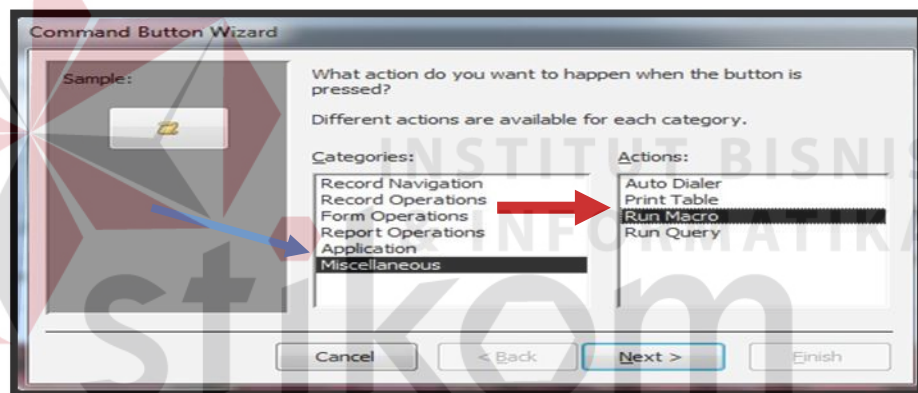 Command Button Wizard
Sample:
What action do you want to happen when the button is
pressed?
Different actions are available for each category.
Categories:
Record Navigation
Record Operations
Form Operations
Report Operations
Application
Miscellaneous
Actions:
Auto Dialer
Print Table
Run Macro
Run Query
Cancel
< Back
Next >
Finish
INSTITUT BISNIS
& INFORMATIKA
stikom